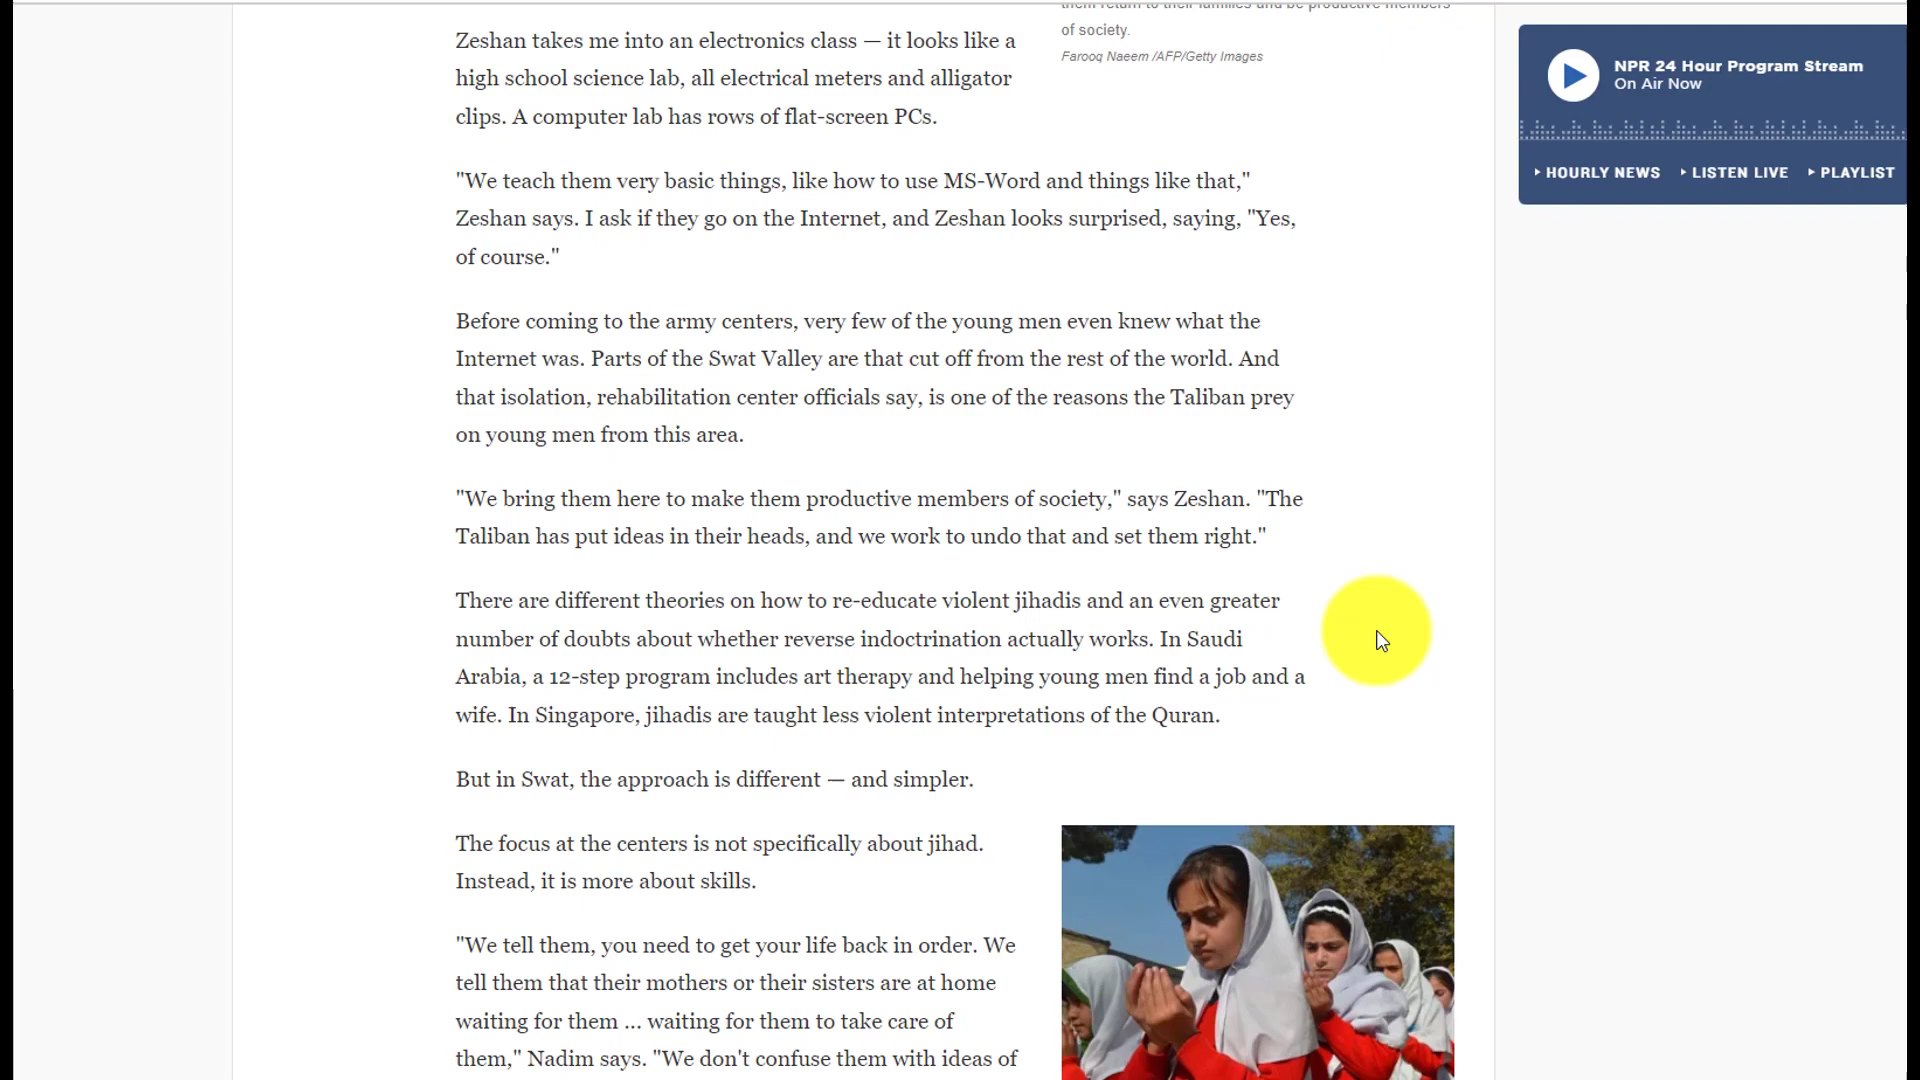 them return to their families and be productive members
of society.
Farooq Naeem /AFP/Getty Images
Zeshan takes me into an electronics class — it looks like a
high school science lab, all electrical meters and alligator
clips. A computer lab has rows of flat-screen PCs.
"We teach them very basic things, like how to use MS-Word and things like that,"
Zeshan says. I ask if they go on the Internet, and Zeshan looks surprised, saying, "Yes,
of course."
Before coming to the army centers, very few of the young men even knew what the
Internet was. Parts of the Swat Valley are that cut off from the rest of the world. And
that isolation, rehabilitation center officials say, is one of the reasons the Taliban prey
on young men from this area.
"We bring them here to make them productive members of society," says Zeshan. "The
Taliban has put ideas in their heads, and we work to undo that and set them right."
There are different theories on how to re-educate violent jihadis and an even greater
number of doubts about whether reverse indoctrination actually works. In Saudi
Arabia, a 12-step program includes art therapy and helping young men find a job and a
wife. In Singapore, jihadis are taught less violent interpretations of the Quran.
But in Swat, the approach is different — and simpler.
The focus at the centers is not specifically about jihad.
Instead, it is more about skills.
"We tell them, you need to get your life back in order. We
tell them that their mothers or their sisters are at home
waiting for them ... waiting for them to take care of
them," Nadim says. "We don't confuse them with ideas of
NPR 24 Hour Program Stream
On Air Now
HOURLY NEWS
LISTEN LIVE
PLAYLIST